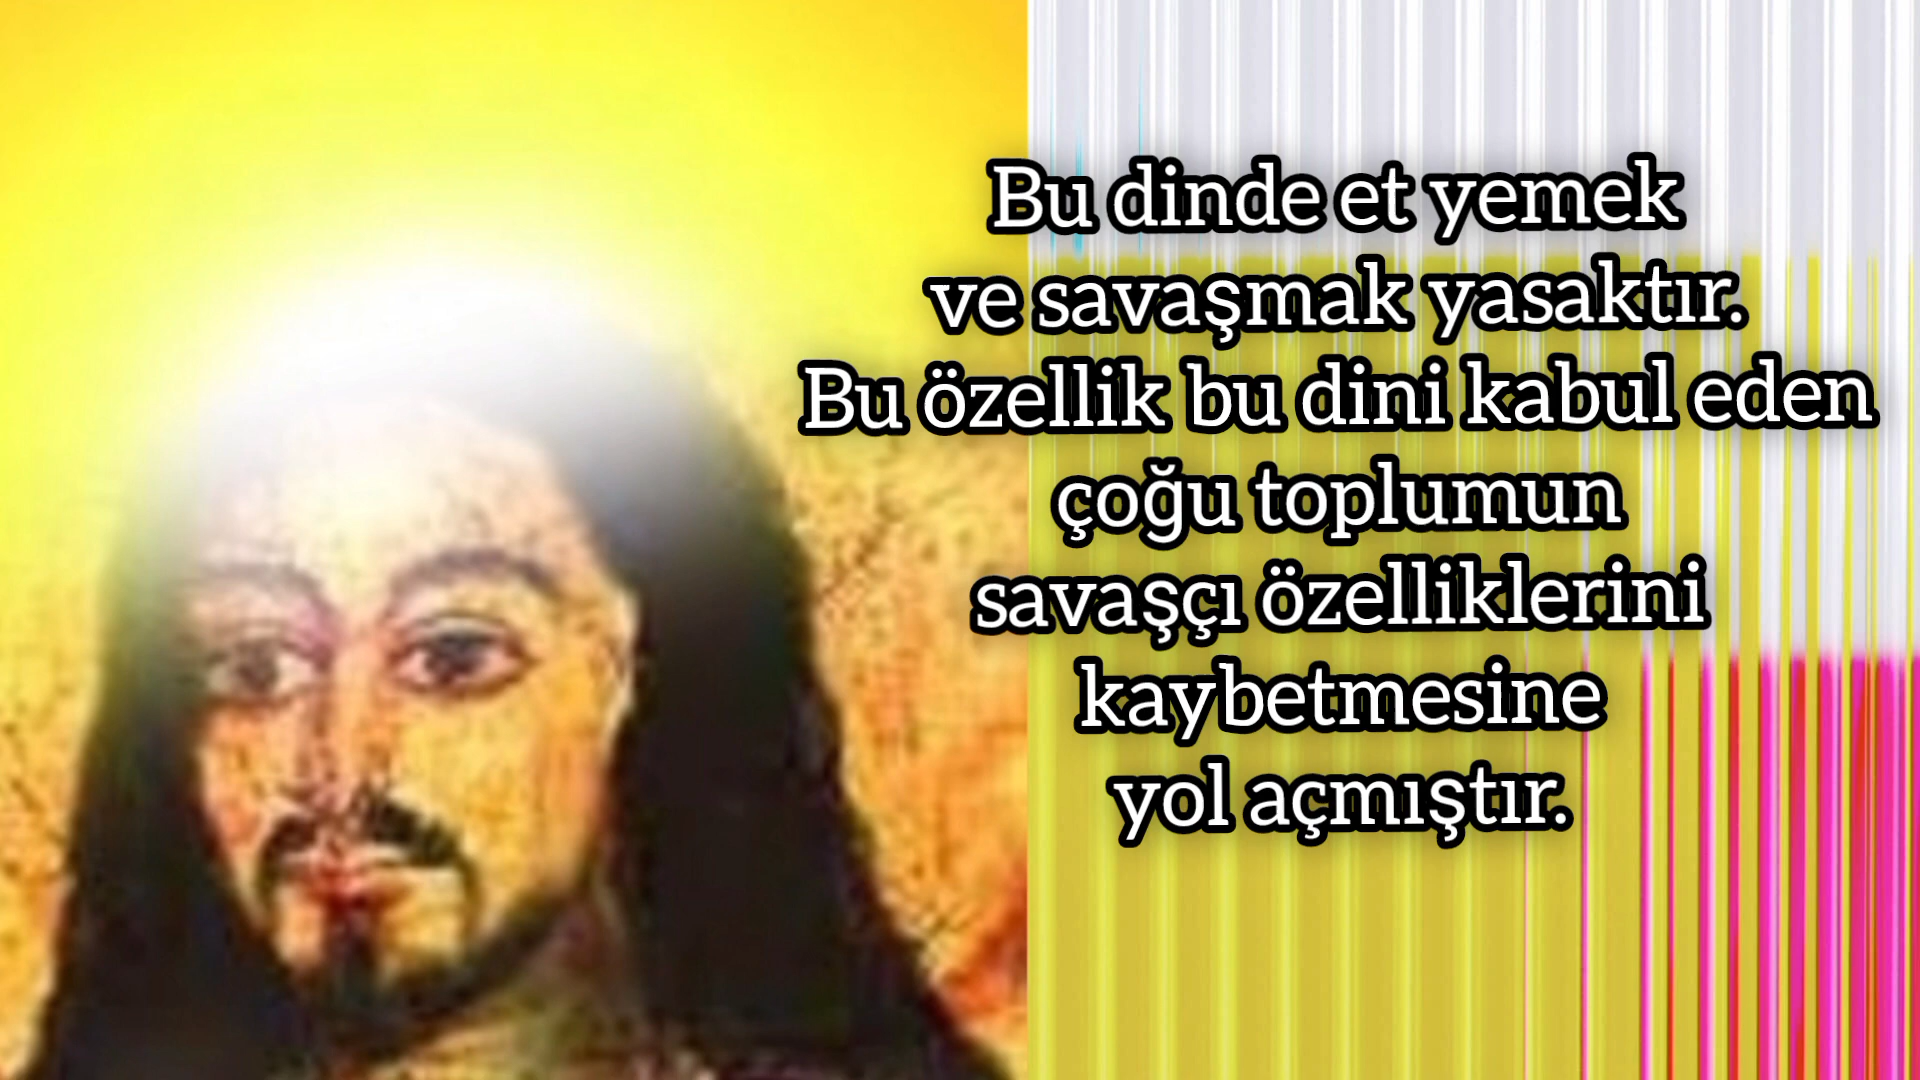 Bu dinde et yemek
ve savaşmak yasaktır.
Bu özellik bu dini kabul eden
çoğu toplumun
savaşçı özelliklerini
kaybetmesine
yol açmıştır.